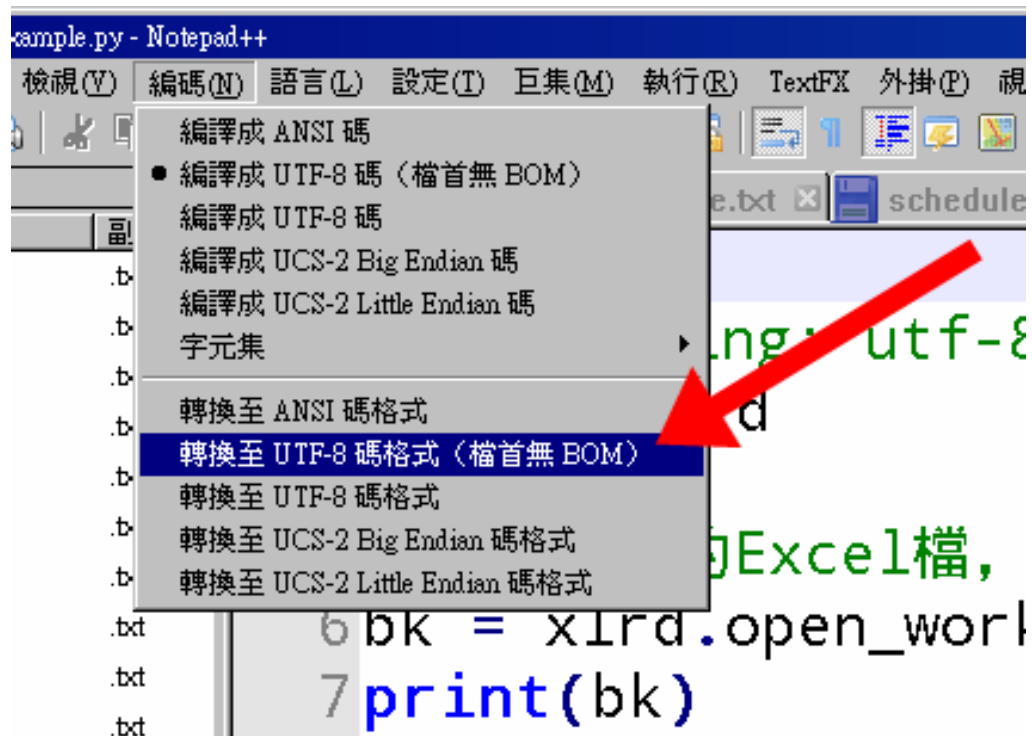 xample.py - Notepad++
檢視(V) 編碼(N) 語言(L) 設定(T) 巨集(M) 執行(R) TextFX 外掛(P) 視
編譯成 ANSI 碼
編譯成 UTF-8 碼（檔首無 BOM）
編譯成 UTF-8 碼
編譯成 UCS-2 Big Endian 碼
編譯成 UCS-2 Little Endian 碼
字元集
轉換至 ANSI 碼格式
轉換至 UTF-8 碼格式（檔首無 BOM）
轉換至 UTF-8 碼格式
轉換至 UCS-2 Big Endian 碼格式
轉換至 UCS-2 Little Endian 碼格式
e.txt schedule
副
ing: utf-8
d
的Excel檔，
6 bk = xlrd.open_work
7 print(bk)
.txt
.txt
.txt